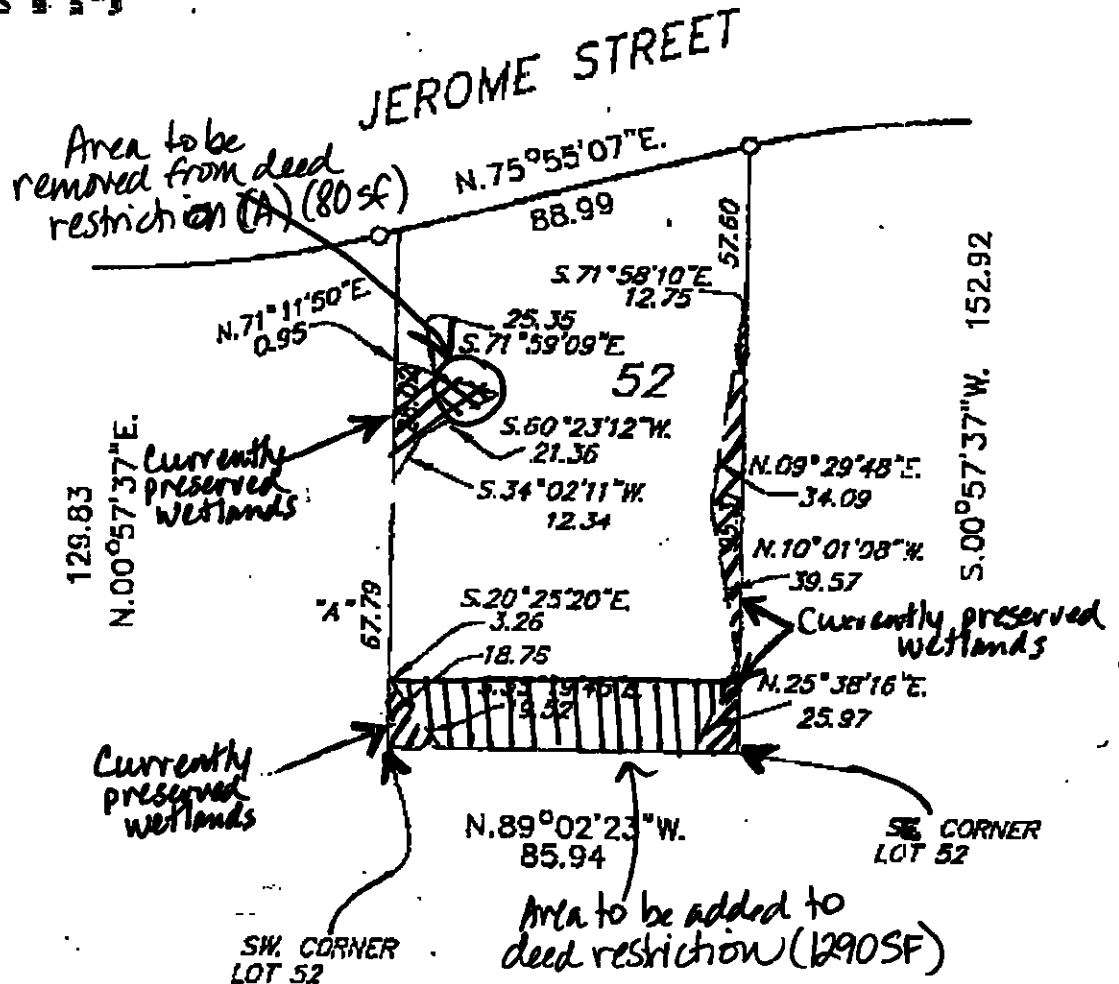 JEROME STREET
Area to be
removed from deed
restriction (A) (80 sf)
N.75°55'07"E.
88.99
57.60
S.71°58'10"E.
12.75
N.71°11'50"E.
0.95
25.35
S.71°59'09"E.
52
152.92
S.00°57'37"W.
129.83
N.00°57'37"E.
Currently
preserved
wetlands
S.60°23'12"W.
21.36
S.34°02'11"W.
12.34
N.09°29'48"E.
34.09
N.10°01'08"W.
39.57
"A"
67.79
S.20°25'20"E.
3.26
18.75
19.52
Currently preserved
wetlands
N.25°38'16"E.
25.97
Currently
preserved
wetlands
N.89°02'23"W.
85.94
SE. CORNER
LOT 52
SW. CORNER
LOT 52
Area to be added to
deed restriction (1290SF)